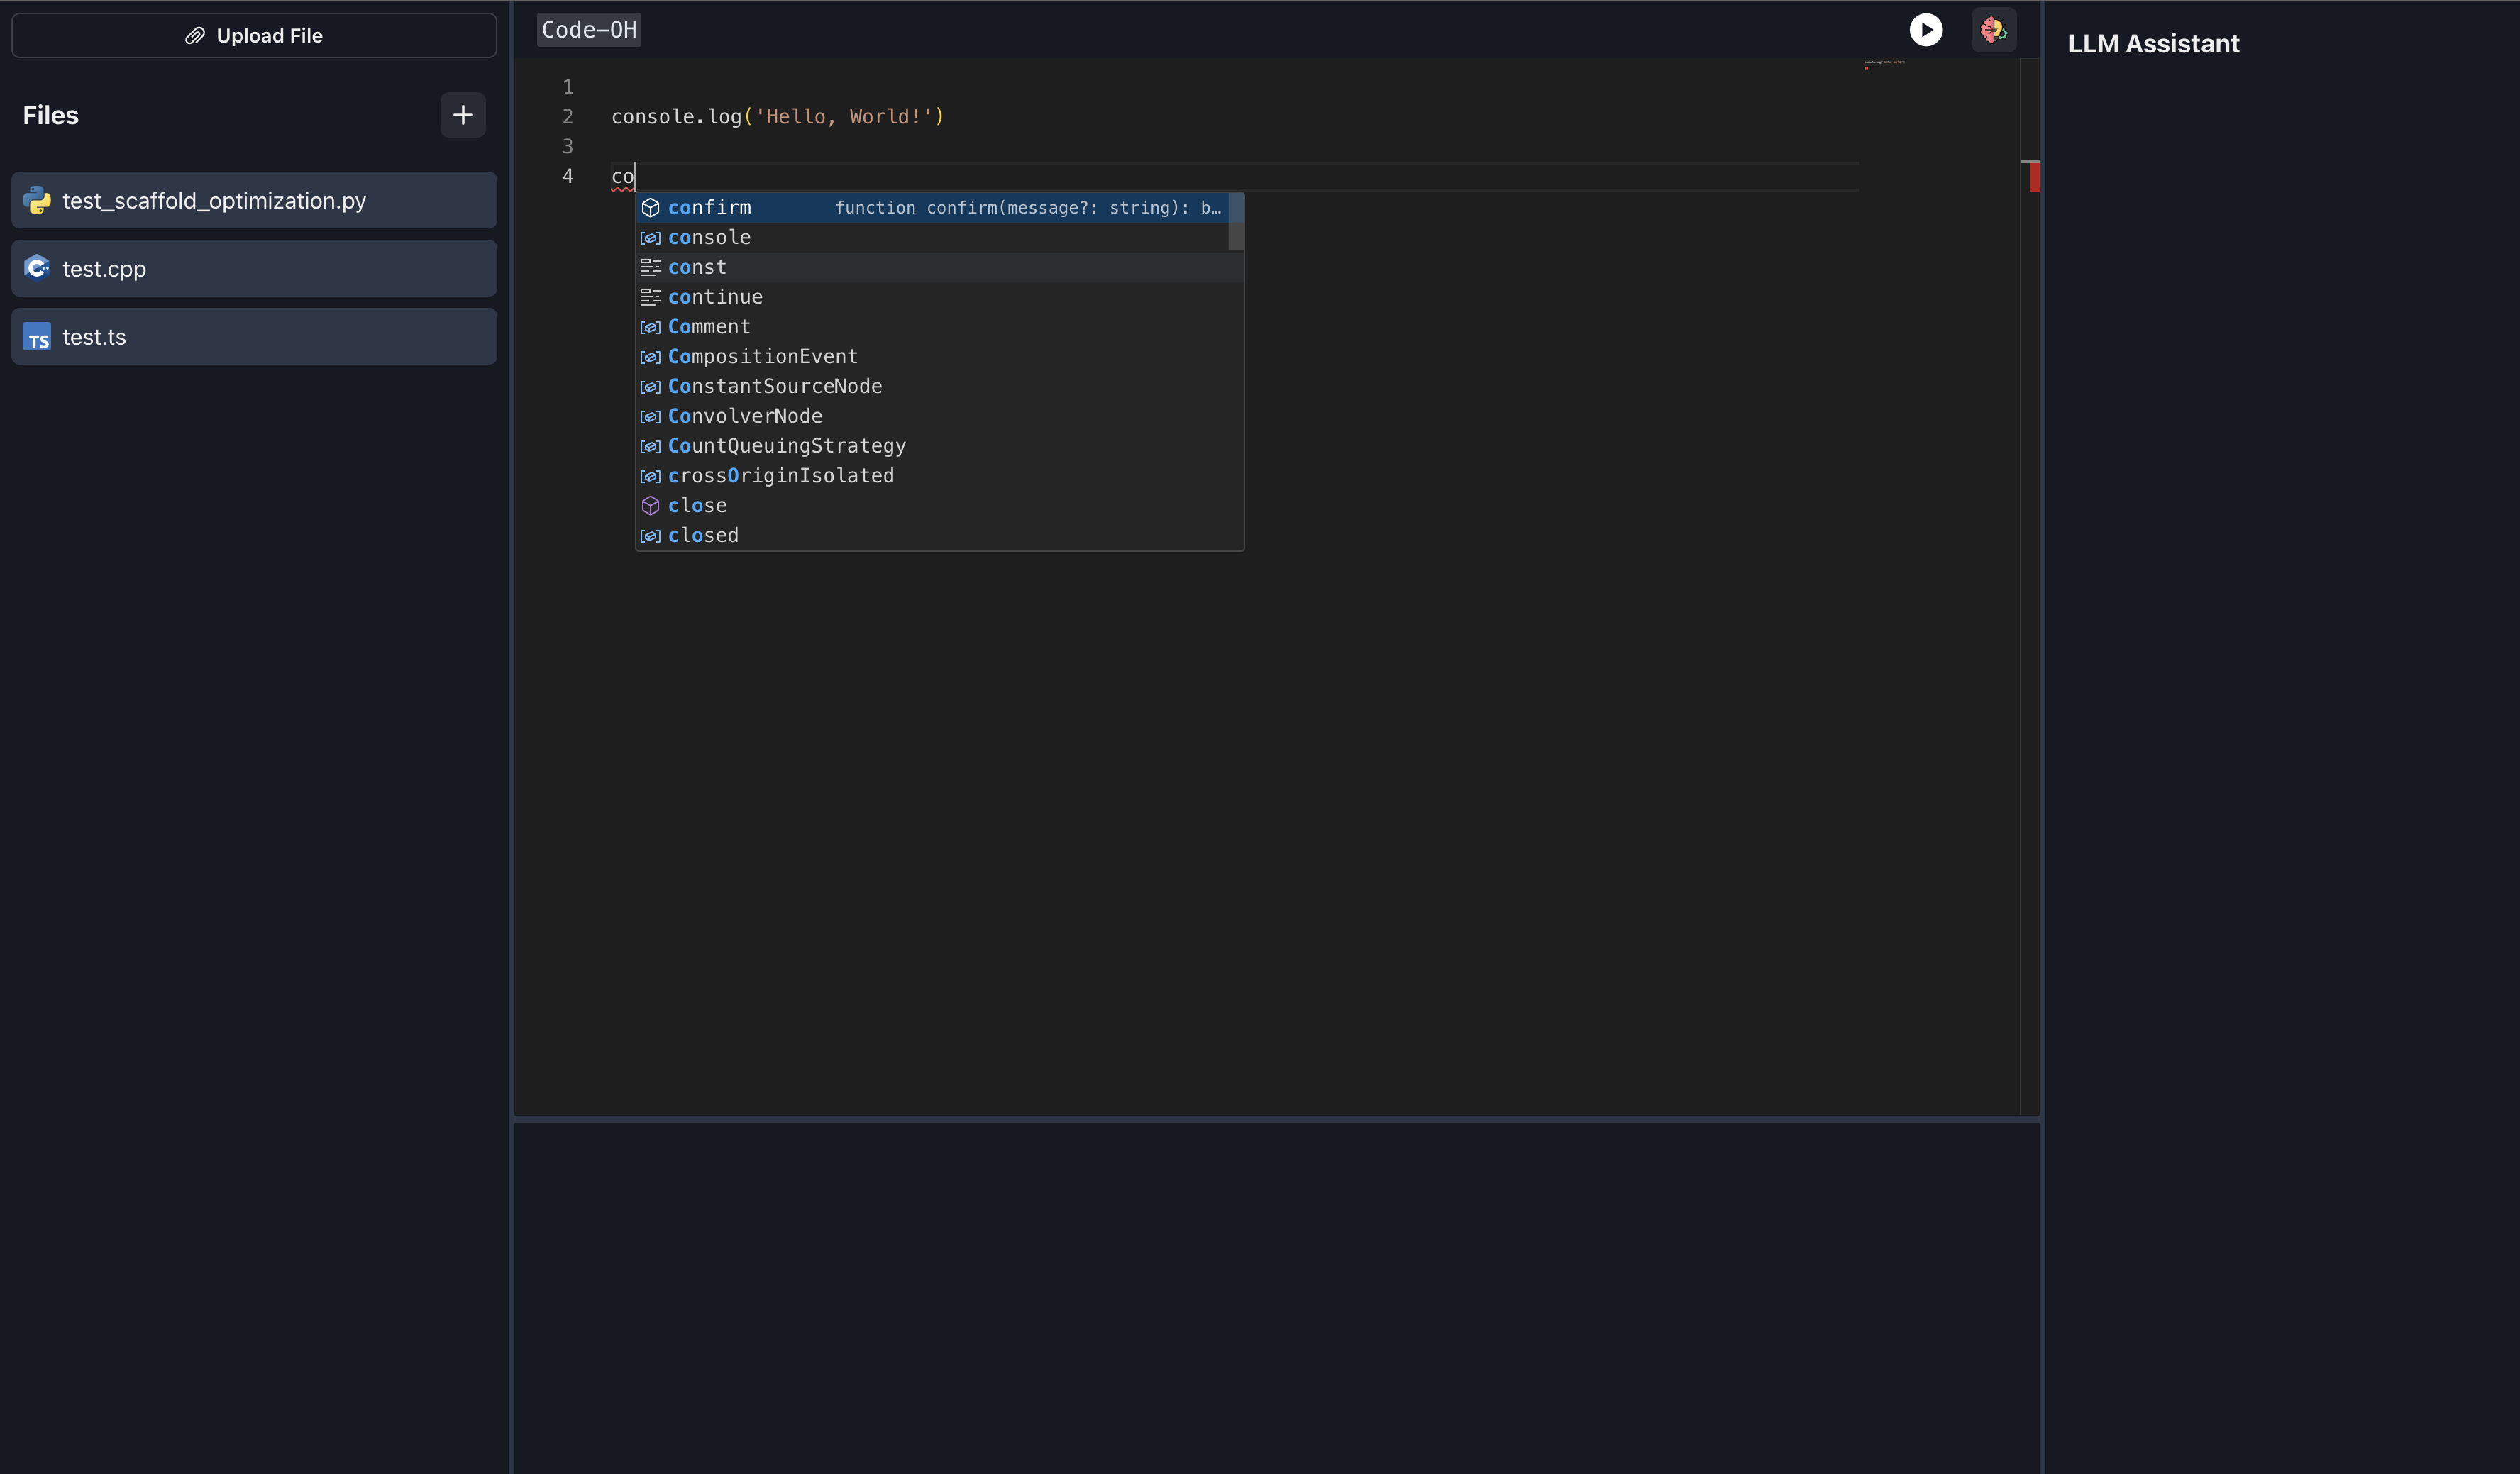 Upload File
Files
test_scaffold_optimization.py
test.cpp
TS test.ts
Code-OH
1
2 console.log('Hello, World!')
3
4 co
confirm function confirm(message?: string): b…
console
const
continue
Comment
CompositionEvent
ConstantSourceNode
ConvolverNode
CountQueuingStrategy
crossOriginIsolated
close
closed
LLM Assistant